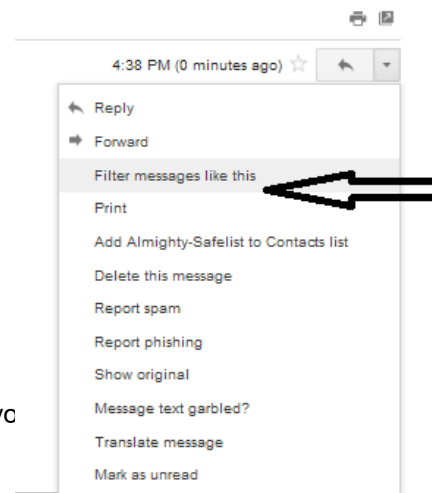 4:38 PM (0 minutes ago)
Reply
Forward
Filter messages like this
Print
Add Almighty-Safelist to Contacts list
Delete this message
Report spam
Report phishing
Show original
Message text garbled?
Translate message
Mark as unread